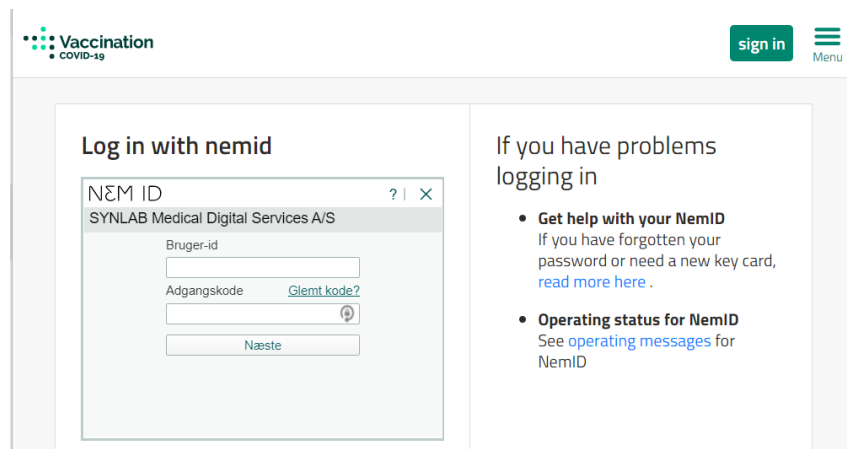 Vaccination
COVID-19
sign in
Menu
Log in with nemid
NEM ID
?
SYNLAB Medical Digital Services A/S
Bruger-id
Adgangskode
Glemt kode?
Næste
If you have problems
logging in
Get help with your NemID
If you have forgotten your
password or need a new key card,
read more here .
Operating status for NemID
See operating messages for
NemID